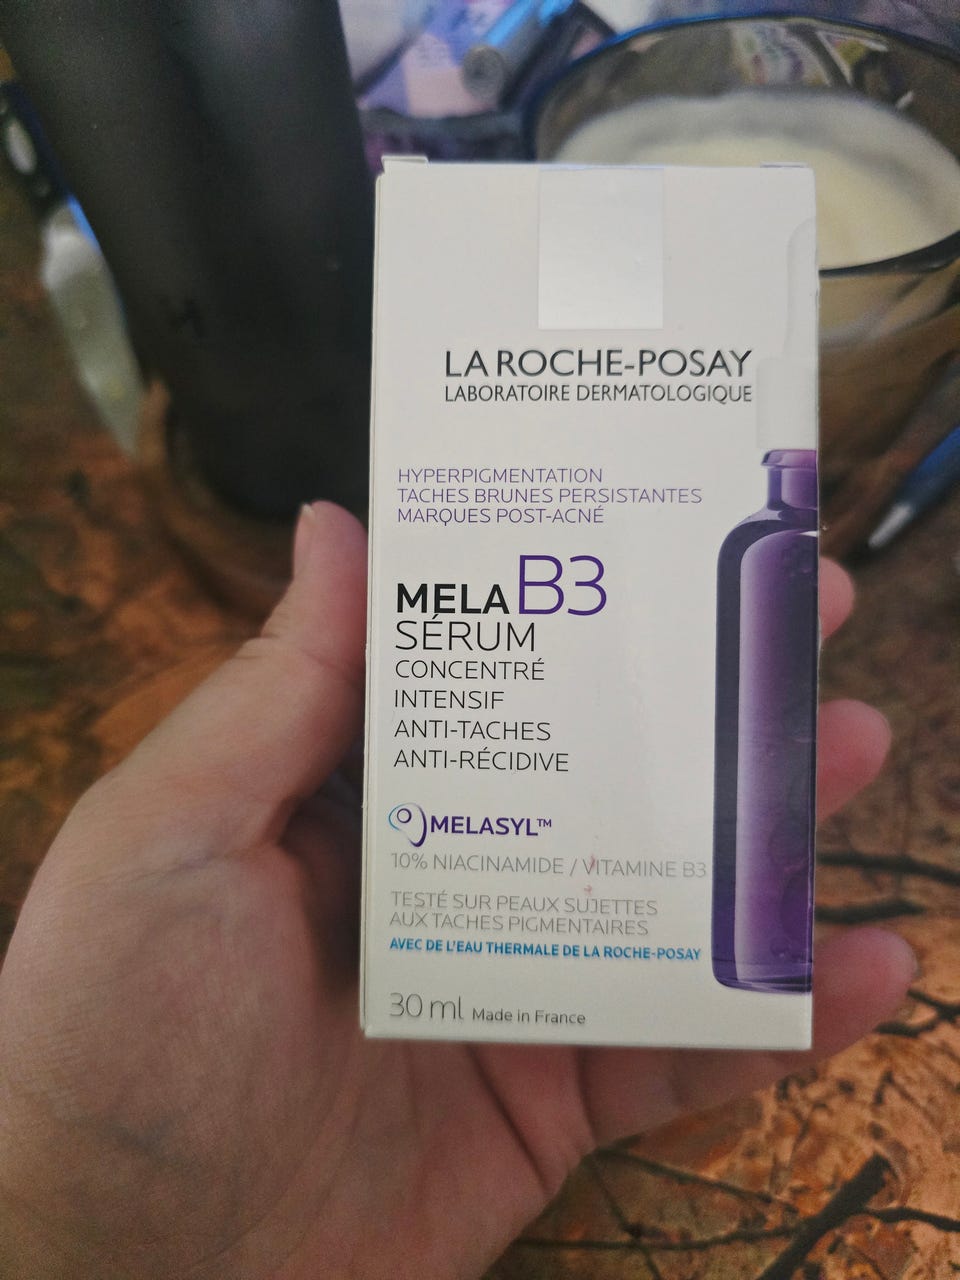 LA ROCHE-POSAY
LABORATOIRE DERMATOLOGIQUE
HYPERPIGMENTATION
TACHES BRUNES PERSISTANTES
MARQUES POST-ACNÉ
MELA B3
SÉRUM
CONCENTRÉ
INTENSIF
ANTI-TACHES
ANTI-RÉCIDIVE
MELASYL™
10% NIACINAMIDE / VITAMINE B3
TESTÉ SUR PEAUX SUJETTES
AUX TACHES PIGMENTAIRES
AVEC DE L'EAU THERMALE DE LA ROCHE-POSAY
30 ml Made in France